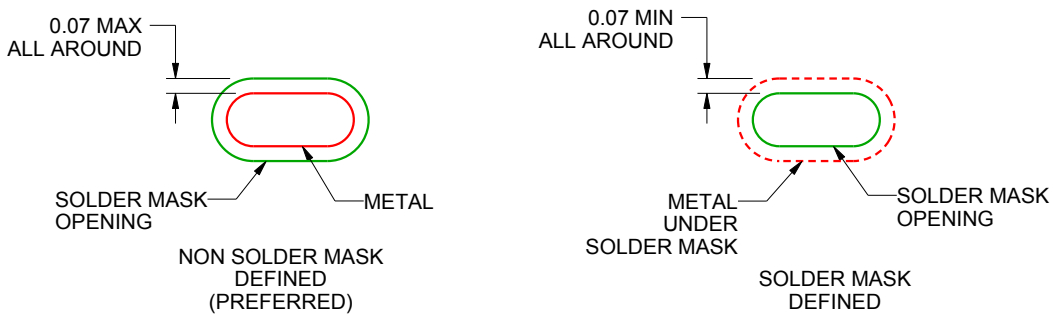 0.07 MAX
ALL AROUND
SOLDER MASK
OPENING
METAL
NON SOLDER MASK
DEFINED
(PREFERRED)
0.07 MIN
ALL AROUND
METAL
UNDER
SOLDER MASK
SOLDER MASK
OPENING
SOLDER MASK
DEFINED